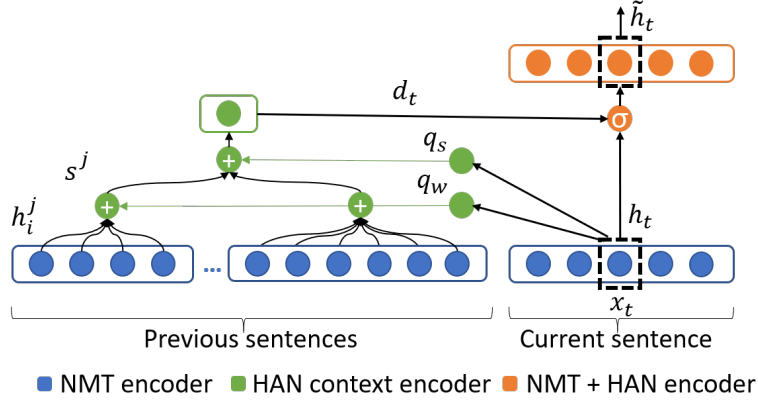 h̃_t
d_t
σ
q_s
s^j
+
q_w
h_i^j
+
+
h_t
...
x_t
Previous sentences
Current sentence
NMT encoder
HAN context encoder
NMT + HAN encoder